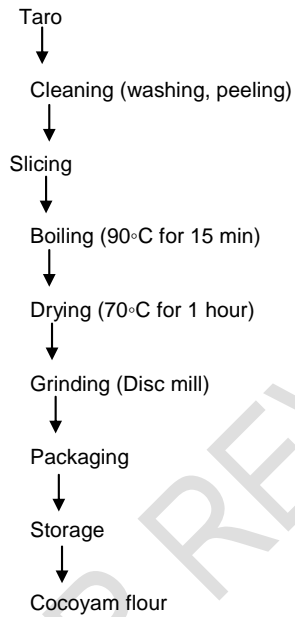 Taro
Cleaning (washing, peeling)
Slicing
Boiling (90◦C for 15 min)
Drying (70◦C for 1 hour)
Grinding (Disc mill)
Packaging
Storage
Cocoyam flour